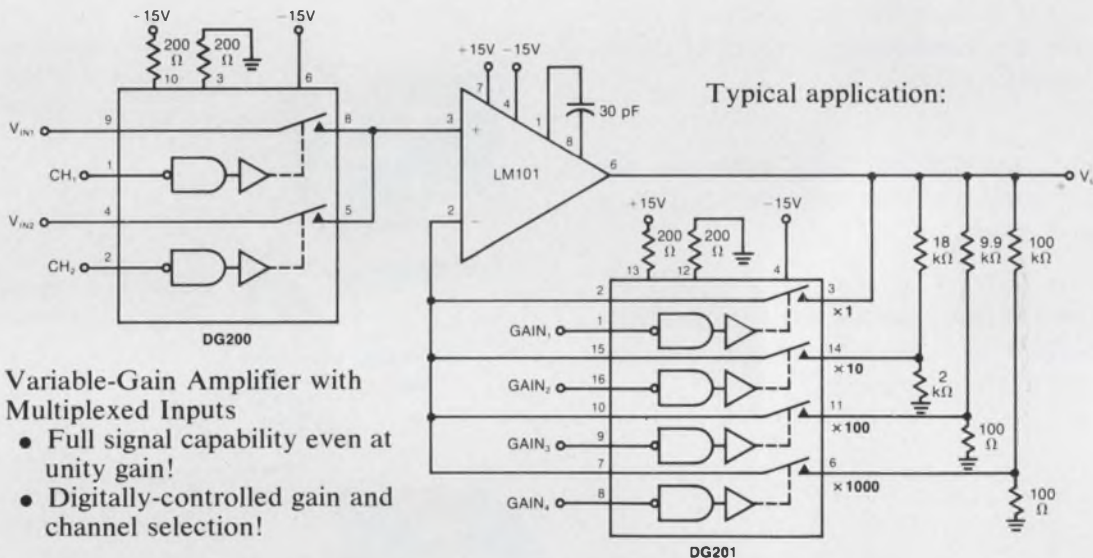 -15V
200
Ω
200
Ω
-15V
10
3
6
V_IN1
9
8
CH₁
1
V_IN2
4
5
CH₂
2
DG200
+15V
-15V
7
4
1
8
30 pF
3
+
LM101
6
2
−
Typical application:
+15V
200
Ω
200
Ω
-15V
13
12
4
2
3
×1
GAIN₁
1
15
14
×10
GAIN₂
16
10
11
×100
GAIN₃
9
7
6
×1000
GAIN₄
8
DG201
18
kΩ
9.9
kΩ
100
kΩ
2
kΩ
100
Ω
100
Ω
+
Variable-Gain Amplifier with
Multiplexed Inputs
● Full signal capability even at
unity gain!
● Digitally-controlled gain and
channel selection!